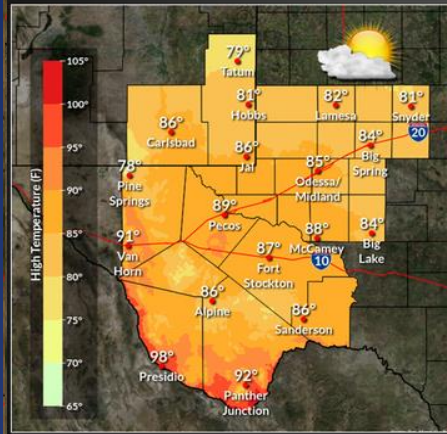 105°
100°
95°
90°
85°
80°
75°
70°
65°
High Temperature (F)
79°
Tatum
81°
Hobbs
82°
Lamesa
81°
Snyder
20
86°
Carlsbad
84°
Big
Spring
86°
Jal
85°
Odessa/
Midland
78°
Pine
Springs
89°
Pecos
91°
Van
Horn
88°
McCamey
84°
Big
Lake
87°
Fort
Stockton
10
86°
Alpine
86°
Sanderson
98°
Presidio
92°
Panther
Junction